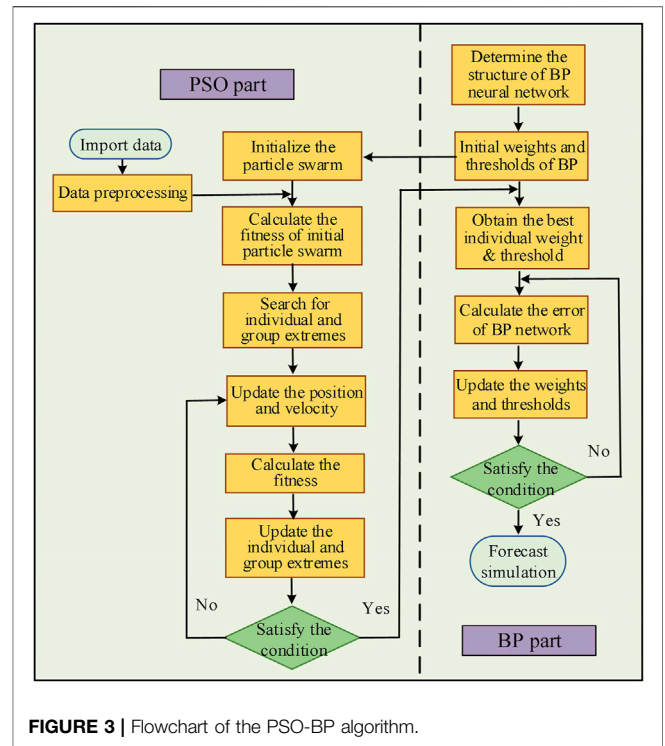 PSO part
Import data
Data preprocessing
Initialize the
particle swarm
Calculate the
fitness of initial
particle swarm
Search for
individual and
group extremes
Update the position
and velocity
Calculate the
fitness
Update the
individual and
group extremes
No
Yes
Satisfy the
condition
Determine the
structure of BP
neural network
Initial weights and
thresholds of BP
Obtain the best
individual weight
& threshold
Calculate the error
of BP network
Update the weights
and thresholds
No
Satisfy the
condition
Yes
Forecast
simulation
BP part
FIGURE 3 | Flowchart of the PSO-BP algorithm.